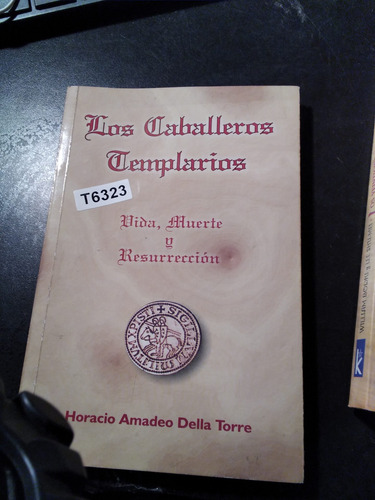 Los Caballeros
Templarios
T6323
Vida, Muerte
y
Resurrección
Horacio Amadeo Della Torre